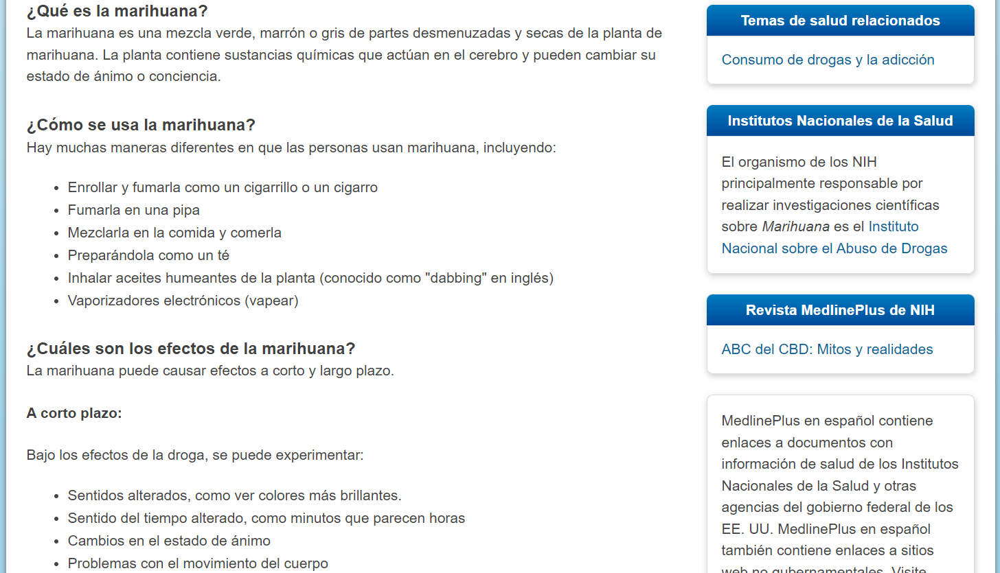 ¿Qué es la marihuana?
La marihuana es una mezcla verde, marrón o gris de partes desmenuzadas y secas de la planta de
marihuana. La planta contiene sustancias químicas que actúan en el cerebro y pueden cambiar su
estado de ánimo o conciencia.
¿Cómo se usa la marihuana?
Hay muchas maneras diferentes en que las personas usan marihuana, incluyendo:
• Enrollar y fumarla como un cigarrillo o un cigarro
• Fumarla en una pipa
• Mezclarla en la comida y comerla
• Preparándola como un té
• Inhalar aceites humeantes de la planta (conocido como "dabbing" en inglés)
• Vaporizadores electrónicos (vapear)
¿Cuáles son los efectos de la marihuana?
La marihuana puede causar efectos a corto y largo plazo.
A corto plazo:
Bajo los efectos de la droga, se puede experimentar:
• Sentidos alterados, como ver colores más brillantes.
• Sentido del tiempo alterado, como minutos que parecen horas
• Cambios en el estado de ánimo
• Problemas con el movimiento del cuerpo
Temas de salud relacionados
Consumo de drogas y la adicción
Institutos Nacionales de la Salud
El organismo de los NIH
principalmente responsable por
realizar investigaciones científicas
sobre Marihuana es el Instituto
Nacional sobre el Abuso de Drogas
Revista MedlinePlus de NIH
ABC del CBD: Mitos y realidades
MedlinePlus en español contiene
enlaces a documentos con
información de salud de los Institutos
Nacionales de la Salud y otras
agencias del gobierno federal de los
EE. UU. MedlinePlus en español
también contiene enlaces a sitios
web no gubernamentales. Visite